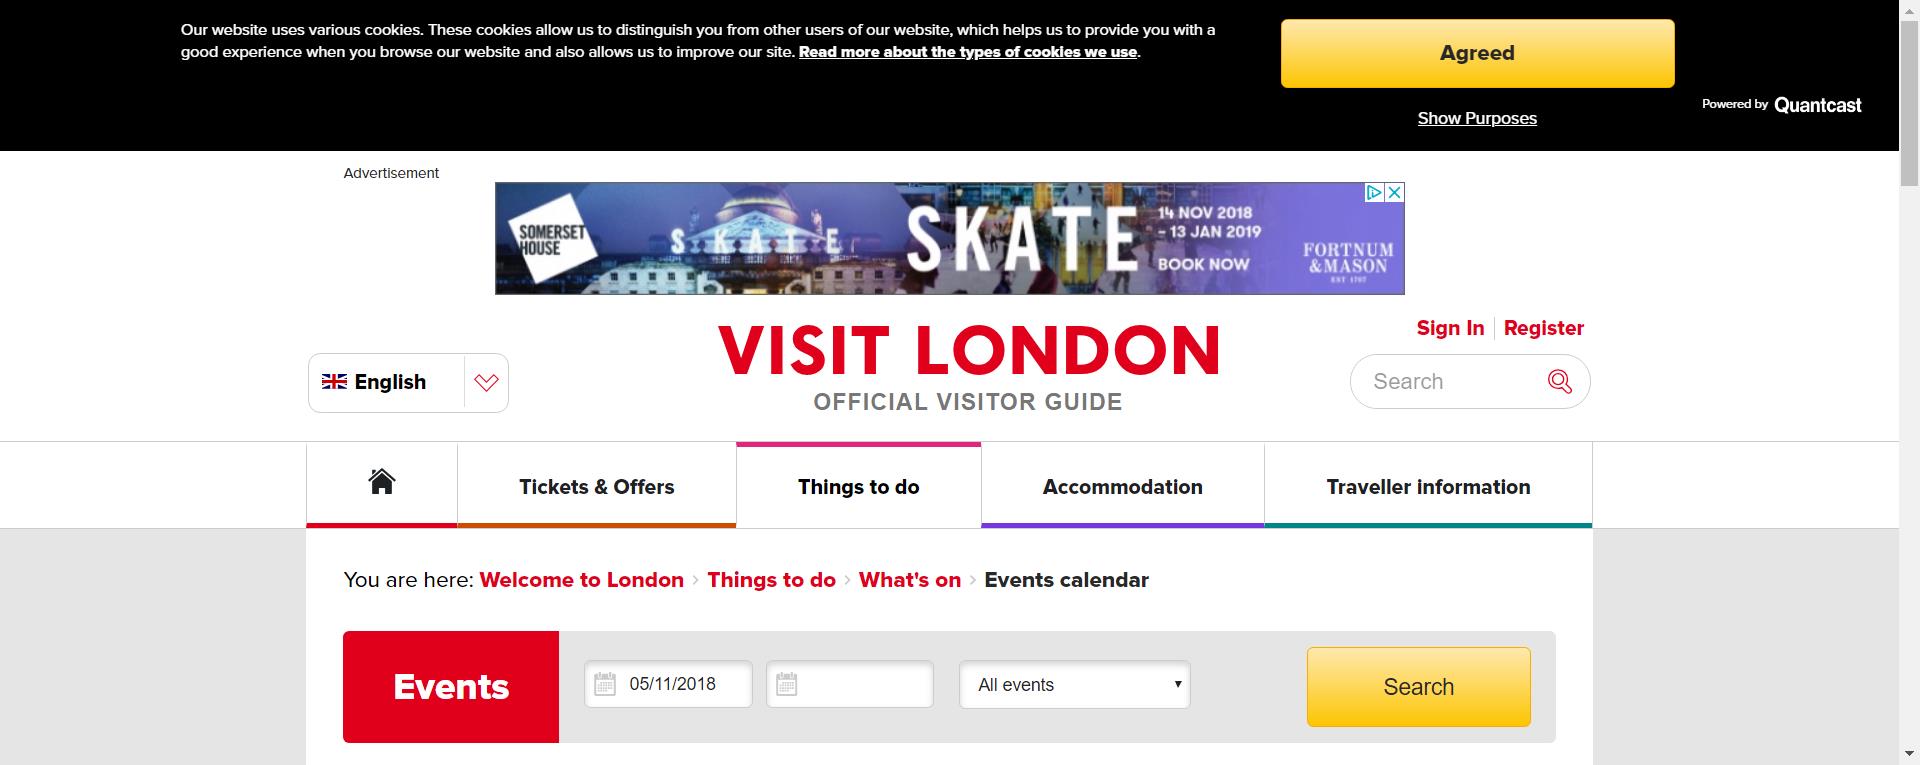 Our website uses various cookies. These cookies allow us to distinguish you from other users of our website, which helps us to provide you with a
good experience when you browse our website and also allows us to improve our site. Read more about the types of cookies we use.
Agreed
Show Purposes
Powered by Quantcast
Advertisement
SOMERSET
HOUSE
SKATE
SKATE
14 NOV 2018
- 13 JAN 2019
BOOK NOW
FORTNUM
& MASON
EST 1707
Sign In
Register
English
VISIT LONDON
OFFICIAL VISITOR GUIDE
Search
Tickets & Offers
Things to do
Accommodation
Traveller information
You are here: Welcome to London › Things to do › What's on › Events calendar
Events
05/11/2018
All events
Search